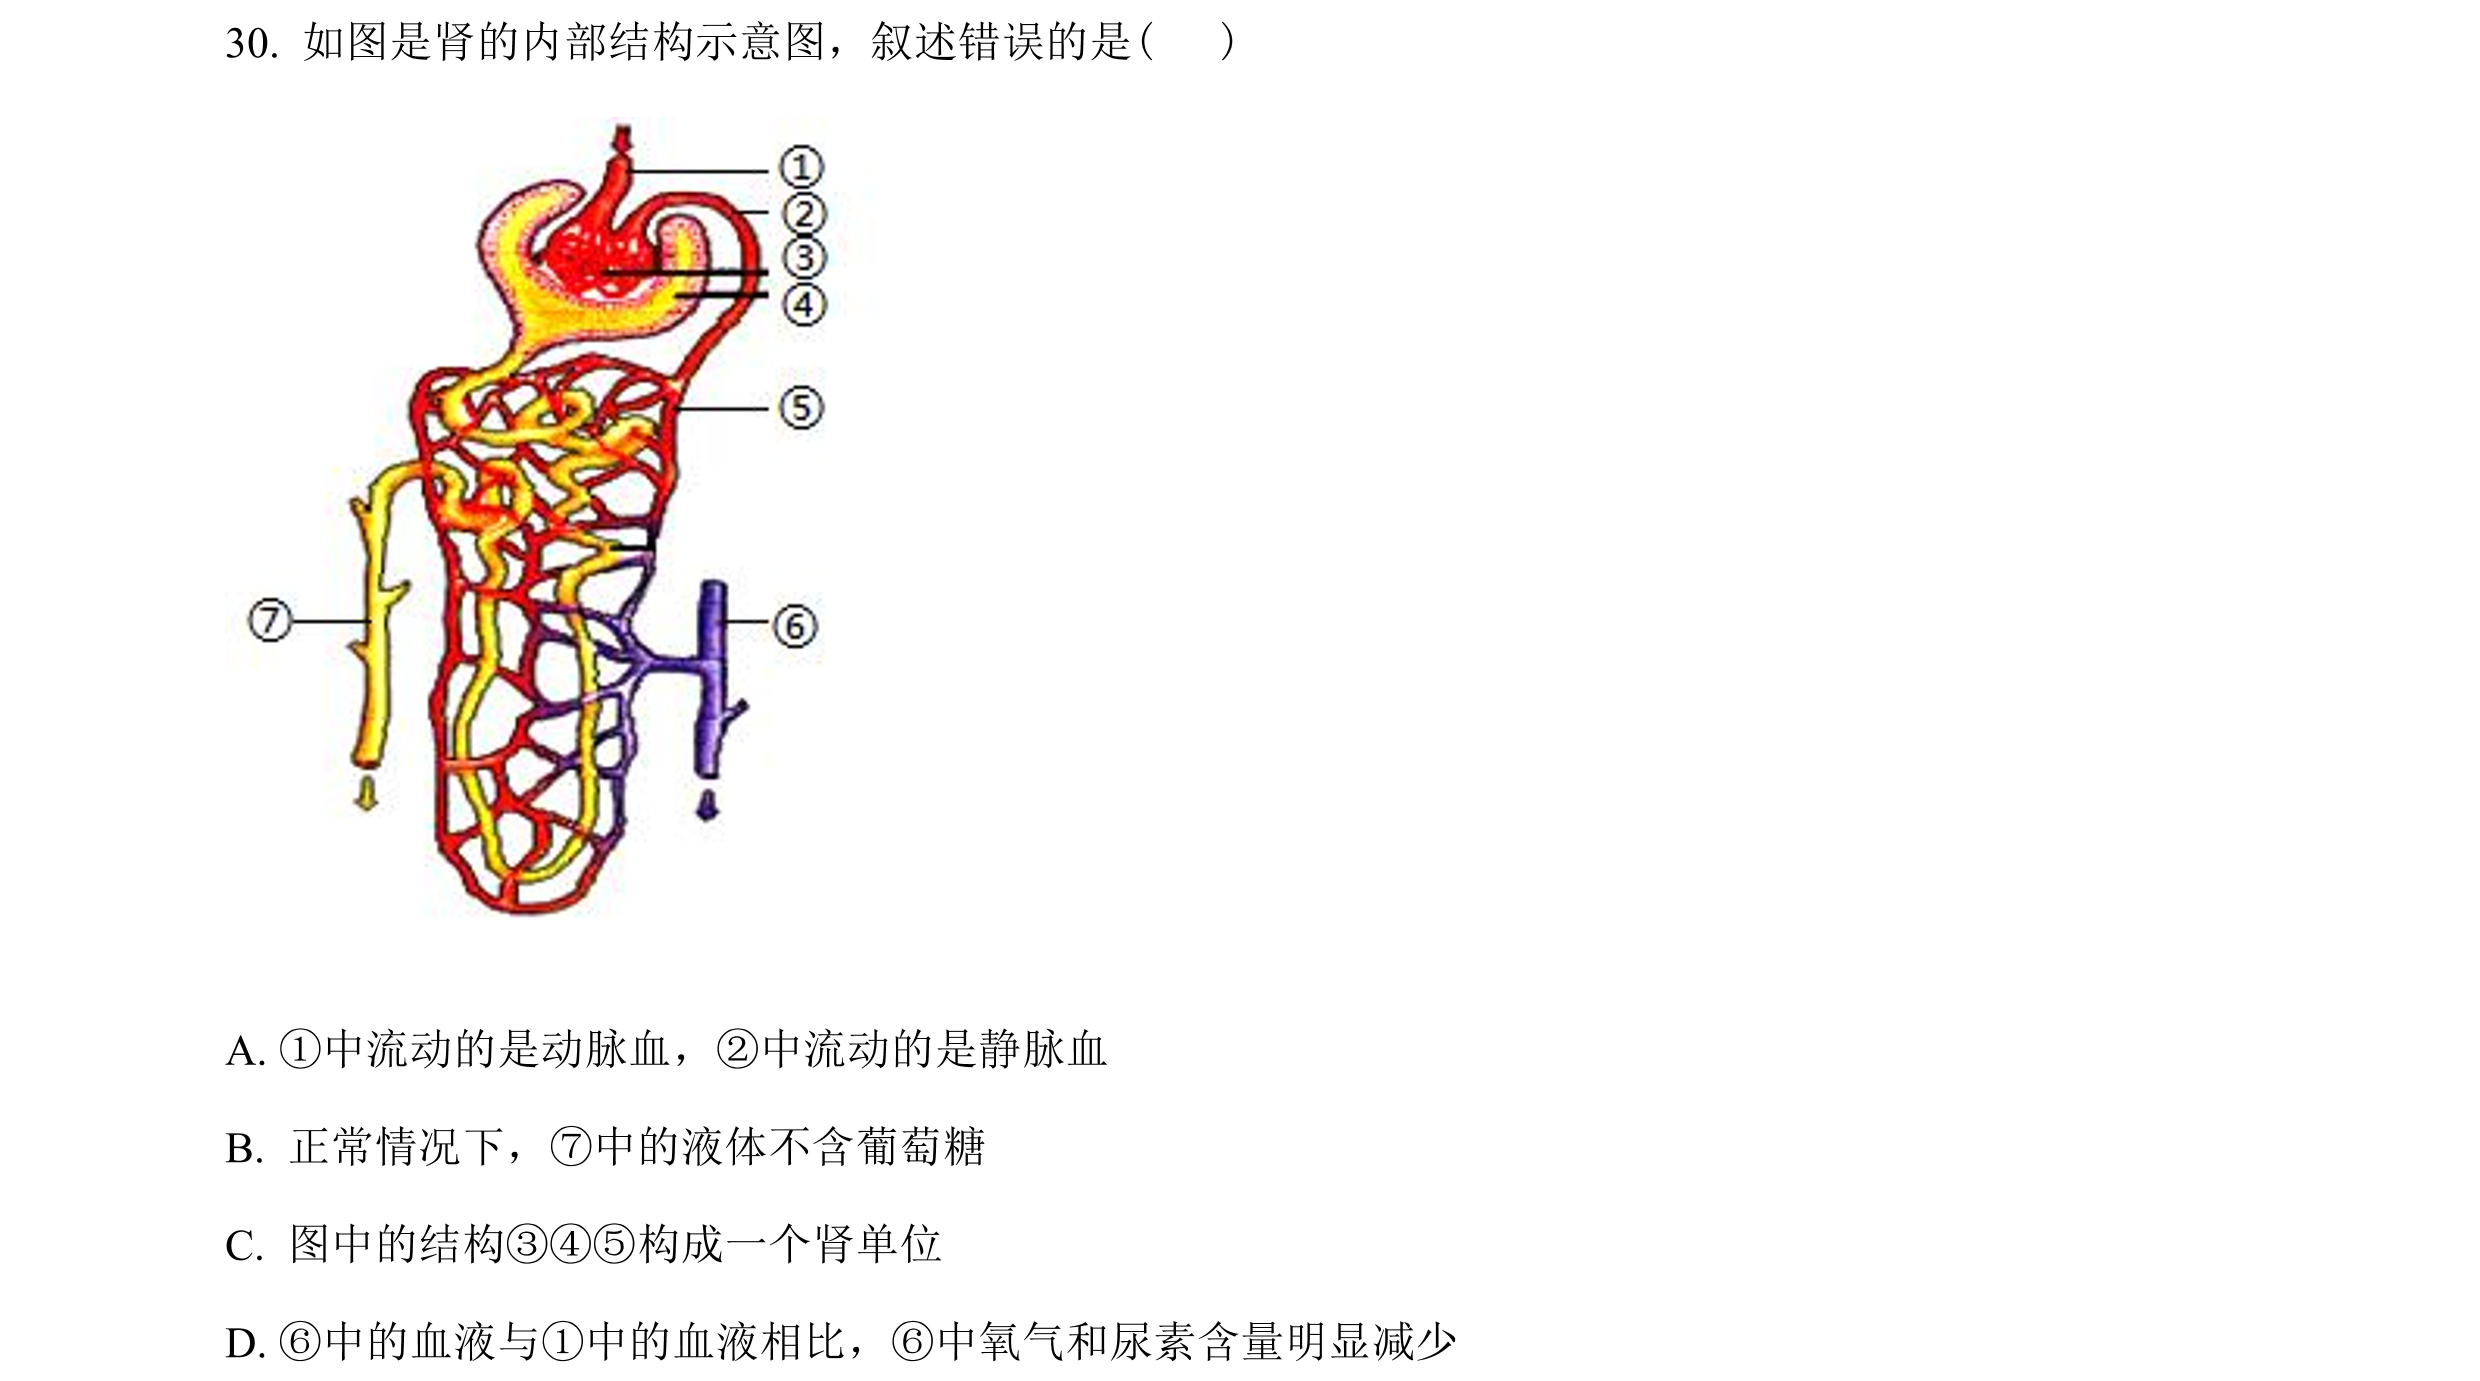 30. 如图是肾的内部结构示意图，叙述错误的是(　)
①
②
③
④
⑤
⑦
⑥
A. ①中流动的是动脉血，②中流动的是静脉血
B. 正常情况下，⑦中的液体不含葡萄糖
C. 图中的结构③④⑤构成一个肾单位
D. ⑥中的血液与①中的血液相比，⑥中氧气和尿素含量明显减少